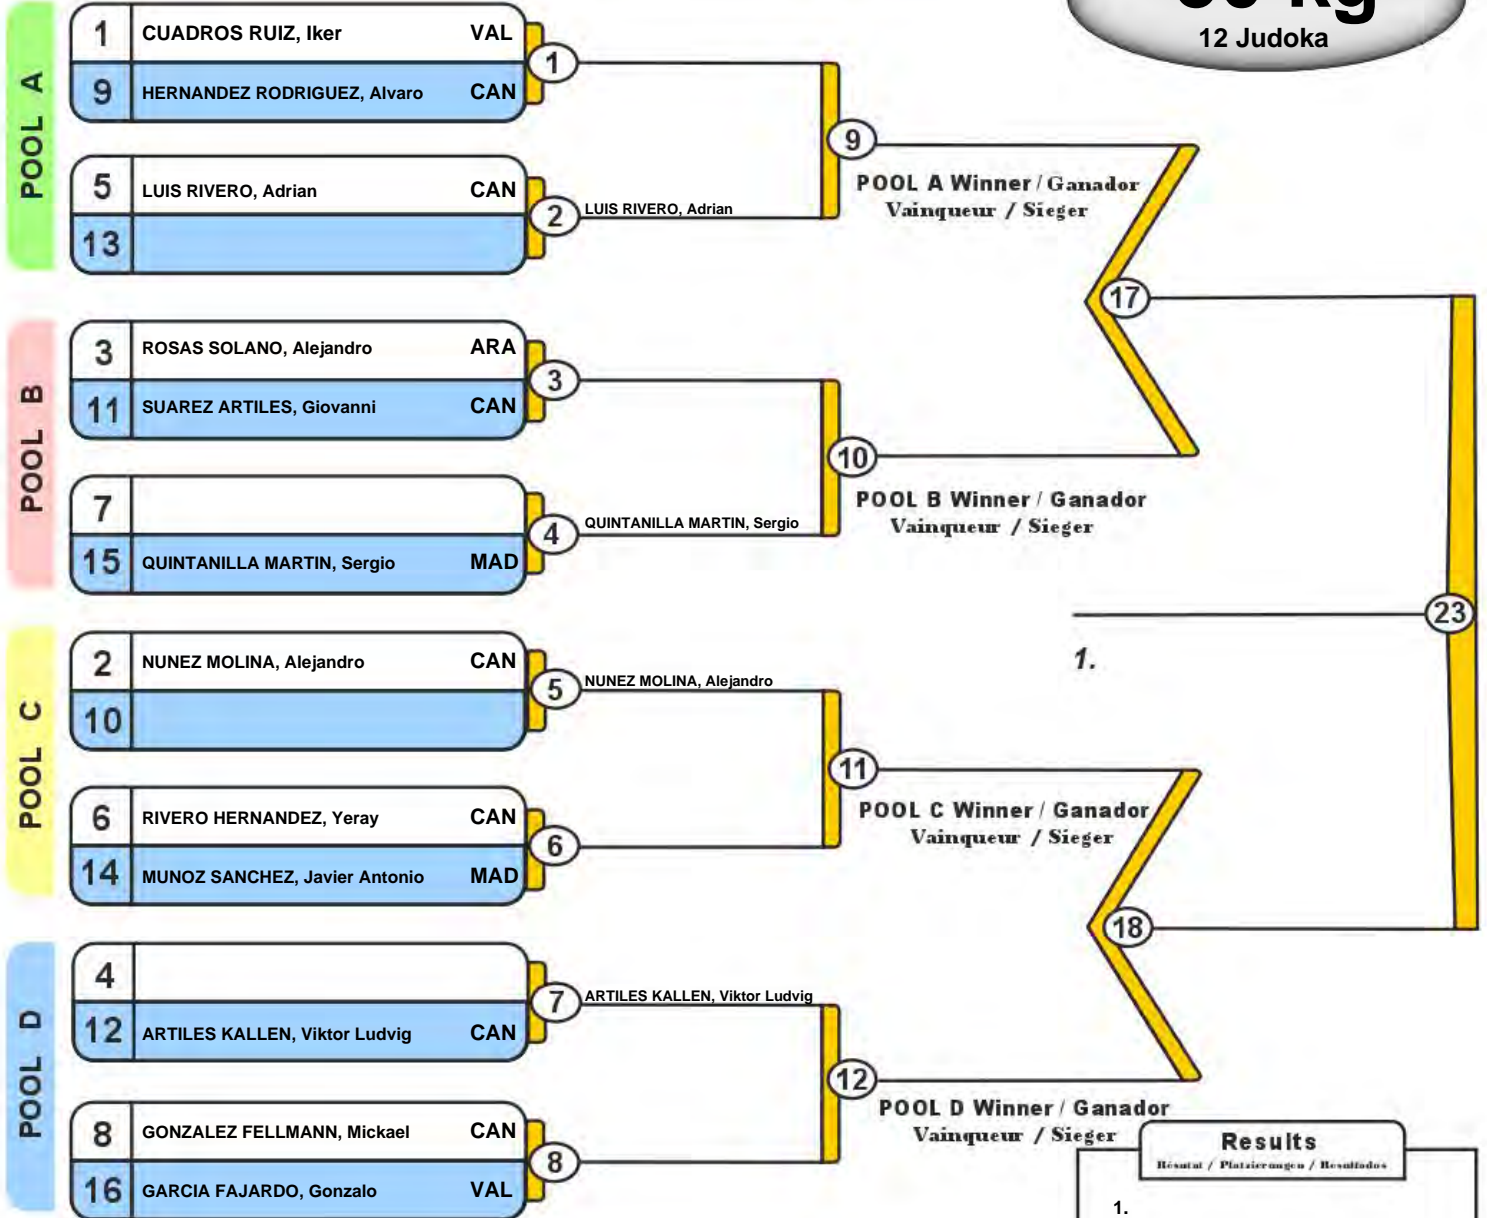 12 Judoka
POOL A
1 CUADROS RUIZ, Iker VAL
9 HERNANDEZ RODRIGUEZ, Alvaro CAN
1
5 LUIS RIVERO, Adrian CAN
13
2 LUIS RIVERO, Adrian
9
POOL A Winner / Ganador
Vainqueur / Sieger
POOL B
3 ROSAS SOLANO, Alejandro ARA
11 SUAREZ ARTILES, Giovanni CAN
3
7
15 QUINTANILLA MARTIN, Sergio MAD
4 QUINTANILLA MARTIN, Sergio
10
POOL B Winner / Ganador
Vainqueur / Sieger
17
POOL C
2 NUNEZ MOLINA, Alejandro CAN
10
5 NUNEZ MOLINA, Alejandro
6 RIVERO HERNANDEZ, Yeray CAN
14 MUNOZ SANCHEZ, Javier Antonio MAD
6
11
POOL C Winner / Ganador
Vainqueur / Sieger
23
1.
POOL D
4
12 ARTILES KALLEN, Viktor Ludvig CAN
7 ARTILES KALLEN, Viktor Ludvig
8 GONZALEZ FELLMANN, Mickael CAN
16 GARCIA FAJARDO, Gonzalo VAL
8
12
POOL D Winner / Ganador
Vainqueur / Sieger
18
Results
/ Platzierungen / Resultados
1.